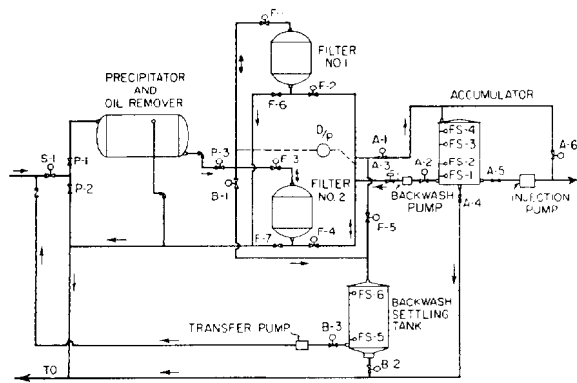 F-1
FILTER
NO.1
PRECIPITATOR
AND
OIL REMOVER
F-6
F-2
ACCUMULATOR
D/p
A-1
FS-4
FS-3
FS-2
FS-1
A-6
S-1
P-1
P-2
P-3
F-3
A-3
A-2
A-5
B-1
FILTER
NO. 2
BACKWASH
PUMP
A-4
INJECTION
PUMP
F-7
F-4
F-5
FS-6
BACKWASH
SETTLING
TANK
TRANSFER PUMP
B-3
FS-5
B-2
TO